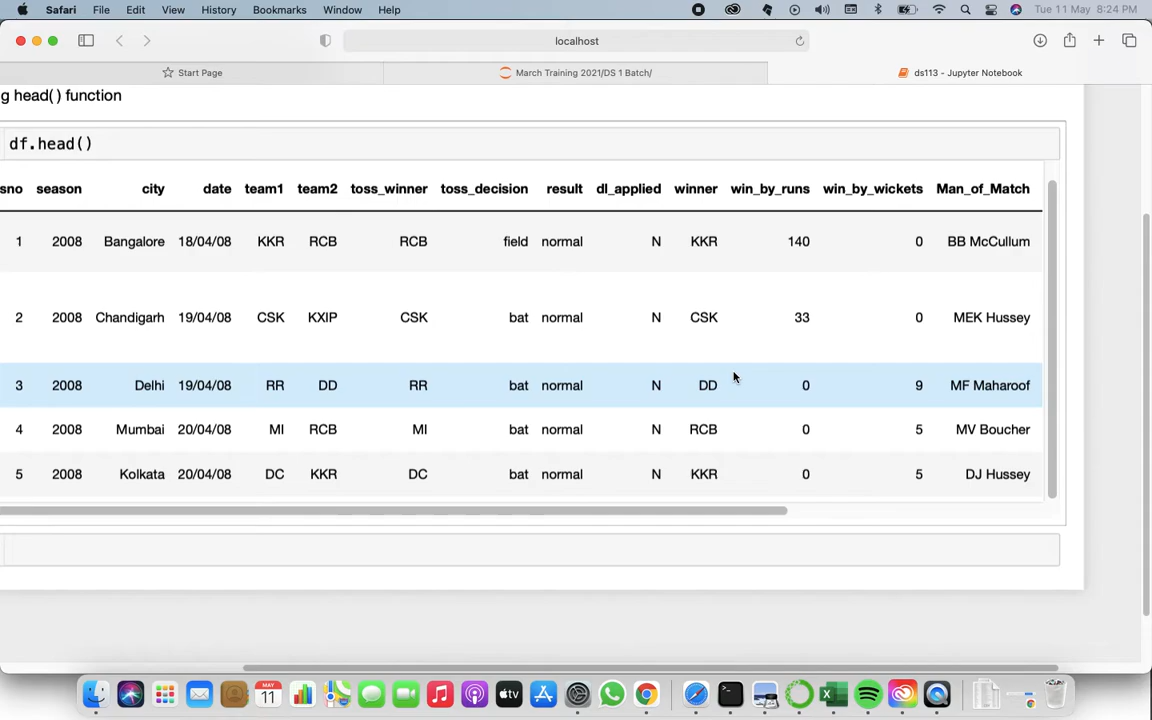 Safari File Edit View History Bookmarks Window Help Tue 11 May 8:24 PM
localhost
Start Page March Training 2021/DS 1 Batch/ ds113 - Jupyter Notebook
g head() function
df.head()
sno season city date team1 team2 toss_winner toss_decision result dl_applied winner win_by_runs win_by_wickets Man_of_Match
1 2008 Bangalore 18/04/08 KKR RCB RCB field normal N KKR 140 0 BB McCullum
2 2008 Chandigarh 19/04/08 CSK KXIP CSK bat normal N CSK 33 0 MEK Hussey
3 2008 Delhi 19/04/08 RR DD RR bat normal N DD 0 9 MF Maharoof
4 2008 Mumbai 20/04/08 MI RCB MI bat normal N RCB 0 5 MV Boucher
5 2008 Kolkata 20/04/08 DC KKR DC bat normal N KKR 0 5 DJ Hussey
MAY
11
tv